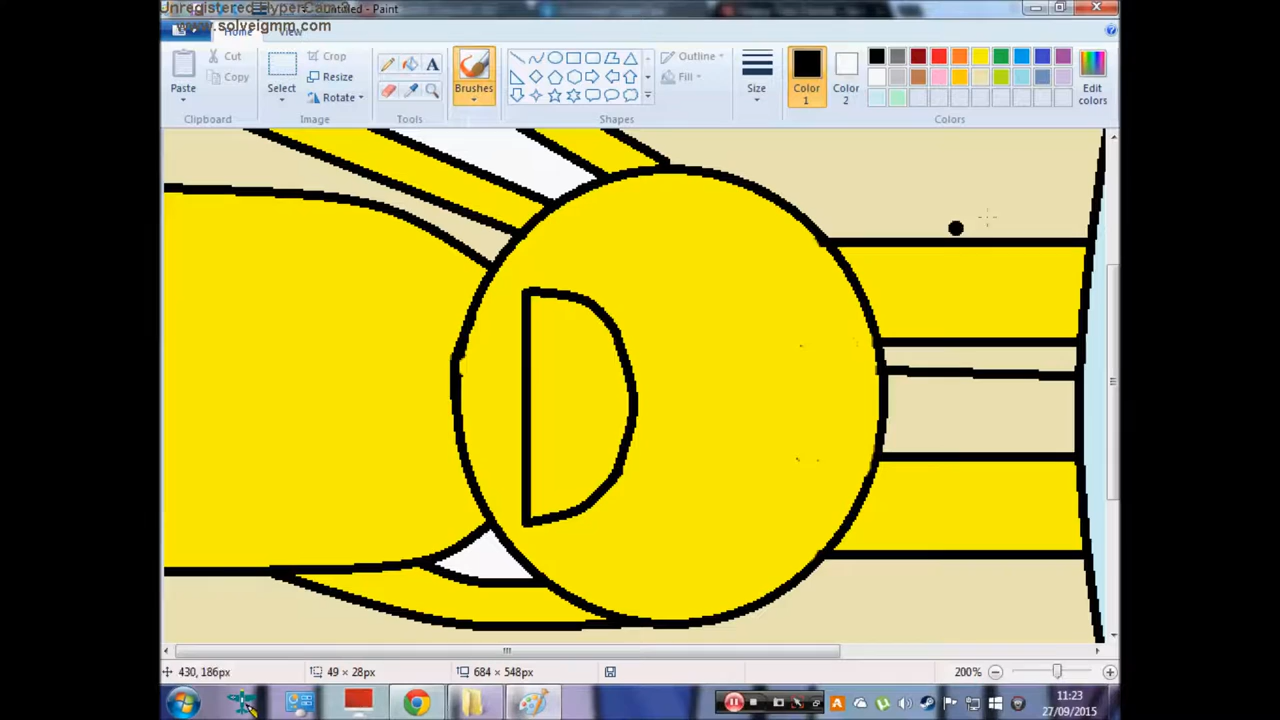 Unregistered HyperCam 3
Untitled - Paint
www.solveigmm.com
Home
View
Paste
Cut
Copy
Clipboard
Select
Crop
Resize
Rotate
Image
A
Tools
Brushes
Outline
Fill
Shapes
Size
Color 1
Color 2
Edit colors
Colors
430, 186px
49 × 28px
684 × 548px
200%
11:23
27/09/2015